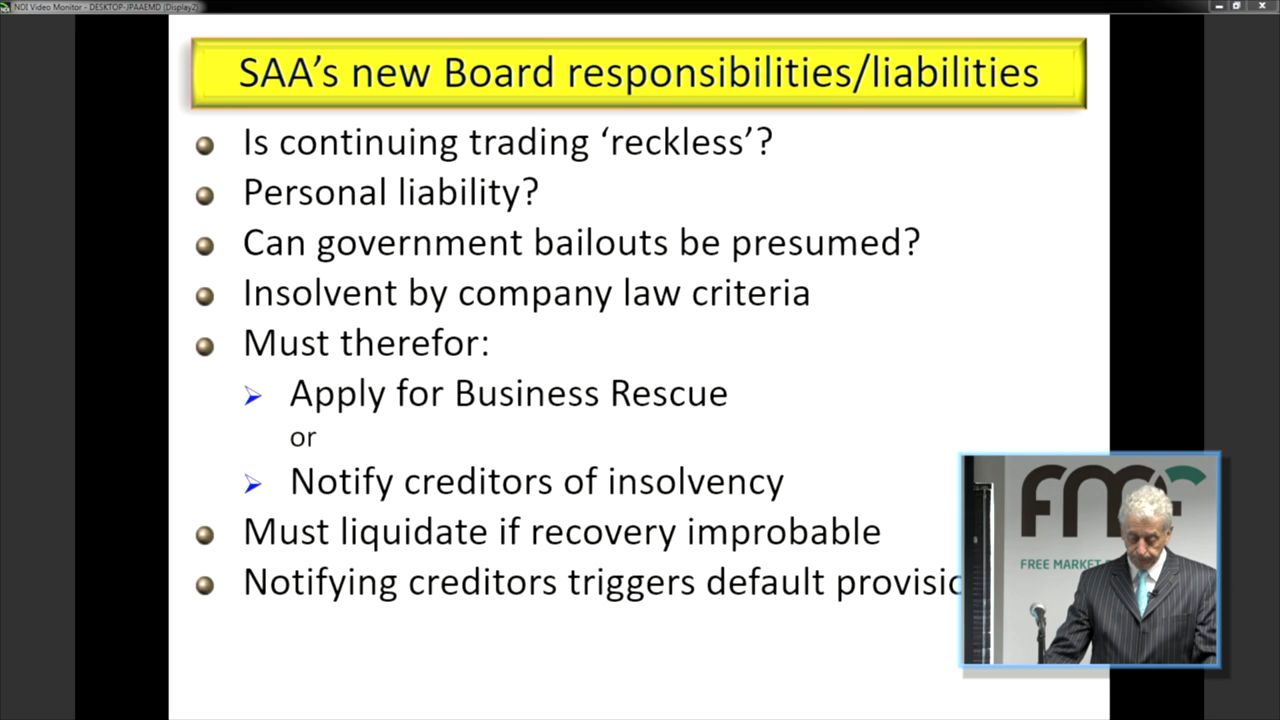 NDI Video Monitor - DESKTOP-JPAAEMD (Display2)
SAA's new Board responsibilities/liabilities
Is continuing trading ‘reckless’?
Personal liability?
Can government bailouts be presumed?
Insolvent by company law criteria
Must therefor:
Apply for Business Rescue
or
Notify creditors of insolvency
Must liquidate if recovery improbable
Notifying creditors triggers default
fmf
FREE MARKET